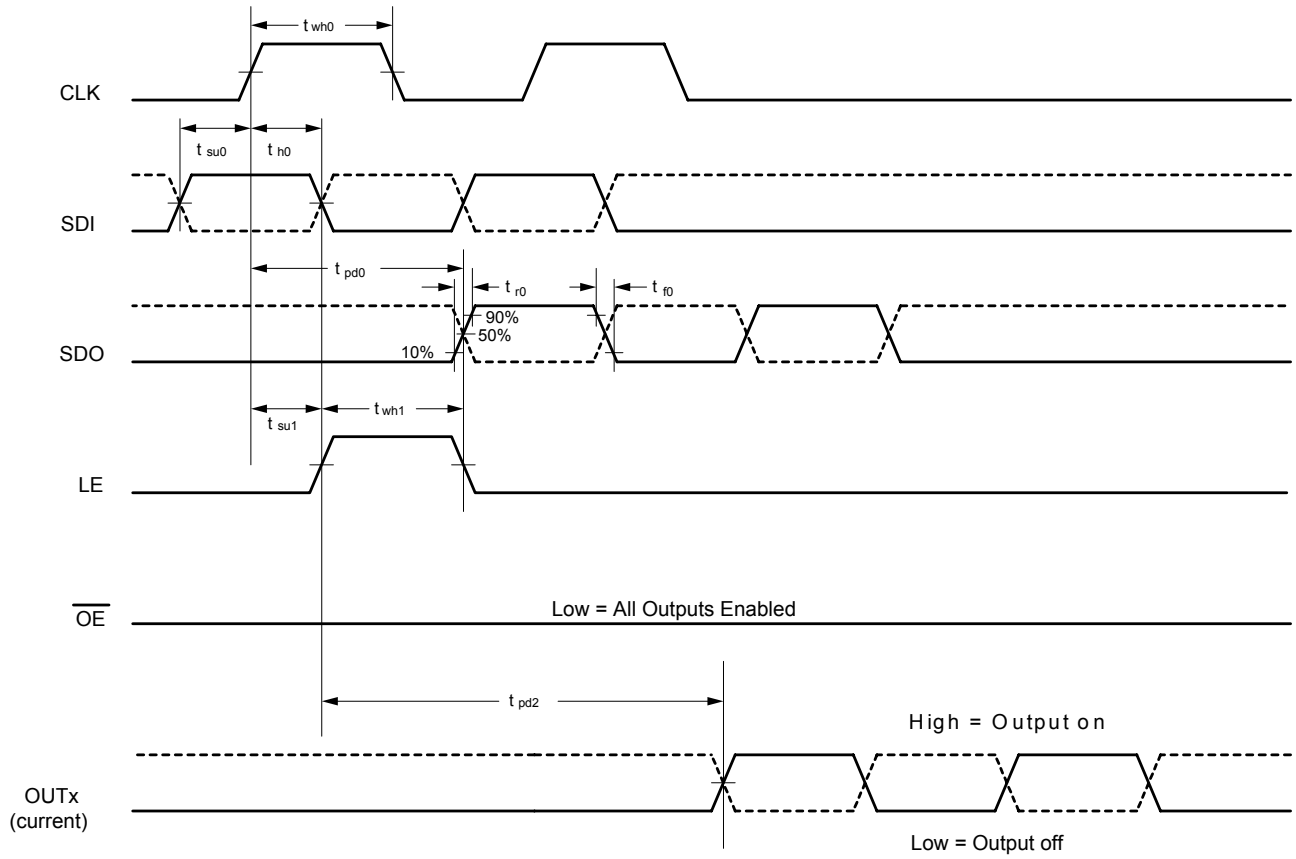 t wh0
CLK
t su0
t h0
SDI
t pd0
t r0
t f0
90%
50%
10%
SDO
t su1
t wh1
LE
OE
Low = All Outputs Enabled
t pd2
High = Output on
OUTx
(current)
Low = Output off